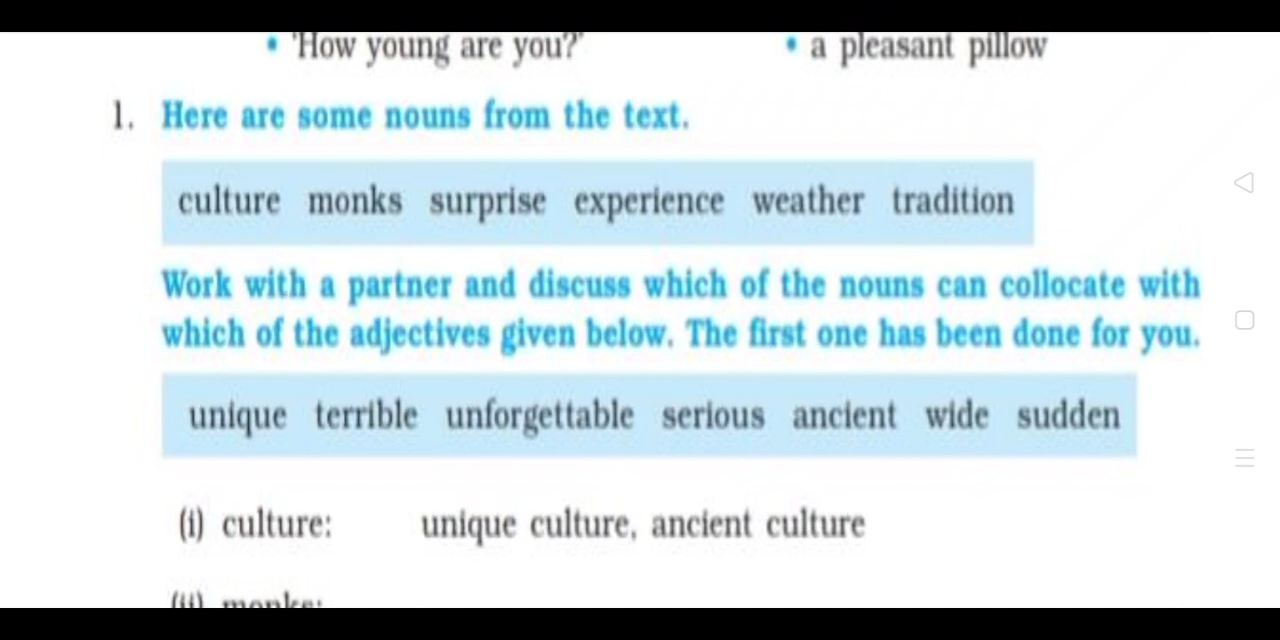 • 'How young are you?' • a pleasant pillow
1. Here are some nouns from the text.
culture monks surprise experience weather tradition
Work with a partner and discuss which of the nouns can collocate with
which of the adjectives given below. The first one has been done for you.
unique terrible unforgettable serious ancient wide sudden
(i) culture: unique culture, ancient culture
(ii) monks: